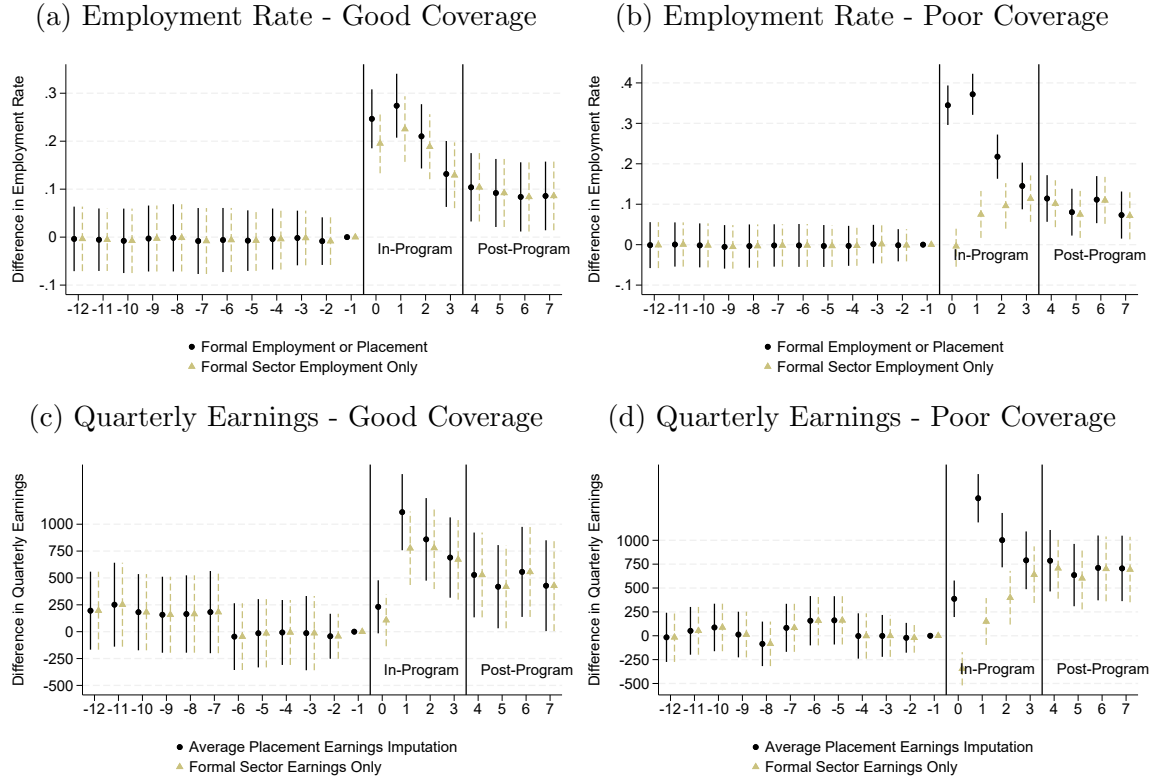 (a) Employment Rate - Good Coverage
Difference in Employment Rate
.3
.2
.1
0
-.1
In-Program
Post-Program
-12 -11 -10 -9 -8 -7 -6 -5 -4 -3 -2 -1 0 1 2 3 4 5 6 7
Formal Employment or Placement
Formal Sector Employment Only
(b) Employment Rate - Poor Coverage
Difference in Employment Rate
.4
.3
.2
.1
0
-.1
In-Program
Post-Program
-12 -11 -10 -9 -8 -7 -6 -5 -4 -3 -2 -1 0 1 2 3 4 5 6 7
Formal Employment or Placement
Formal Sector Employment Only
(c) Quarterly Earnings - Good Coverage
Difference in Quarterly Earnings
1000
750
500
250
0
-250
-500
In-Program
Post-Program
-12 -11 -10 -9 -8 -7 -6 -5 -4 -3 -2 -1 0 1 2 3 4 5 6 7
Average Placement Earnings Imputation
Formal Sector Earnings Only
(d) Quarterly Earnings - Poor Coverage
Difference in Quarterly Earnings
1000
750
500
250
0
-250
-500
In-Program
Post-Program
-12 -11 -10 -9 -8 -7 -6 -5 -4 -3 -2 -1 0 1 2 3 4 5 6 7
Average Placement Earnings Imputation
Formal Sector Earnings Only